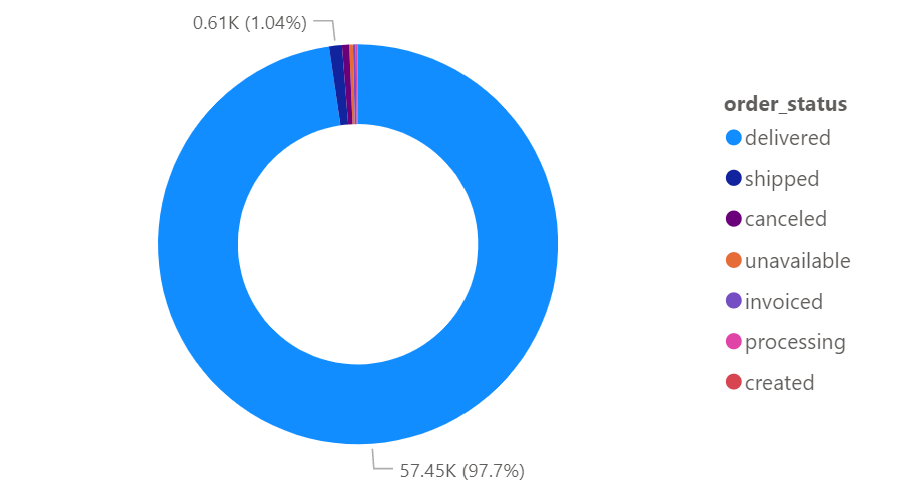 0.61K (1.04%)
order_status
delivered
shipped
canceled
unavailable
invoiced
processing
created
57.45K (97.7%)